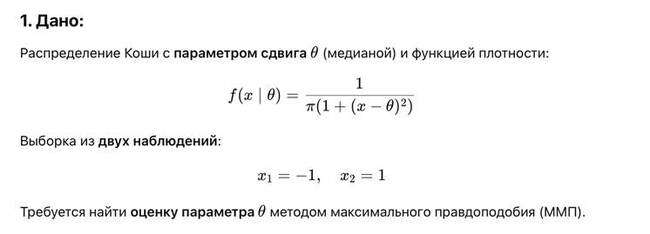 1. Дано:
Распределение Коши с параметром сдвига θ (медианой) и функцией плотности:
f(x | θ) = 1 / π(1 + (x − θ)²)
Выборка из двух наблюдений:
x₁ = −1, x₂ = 1
Требуется найти оценку параметра θ методом максимального правдоподобия (ММП).